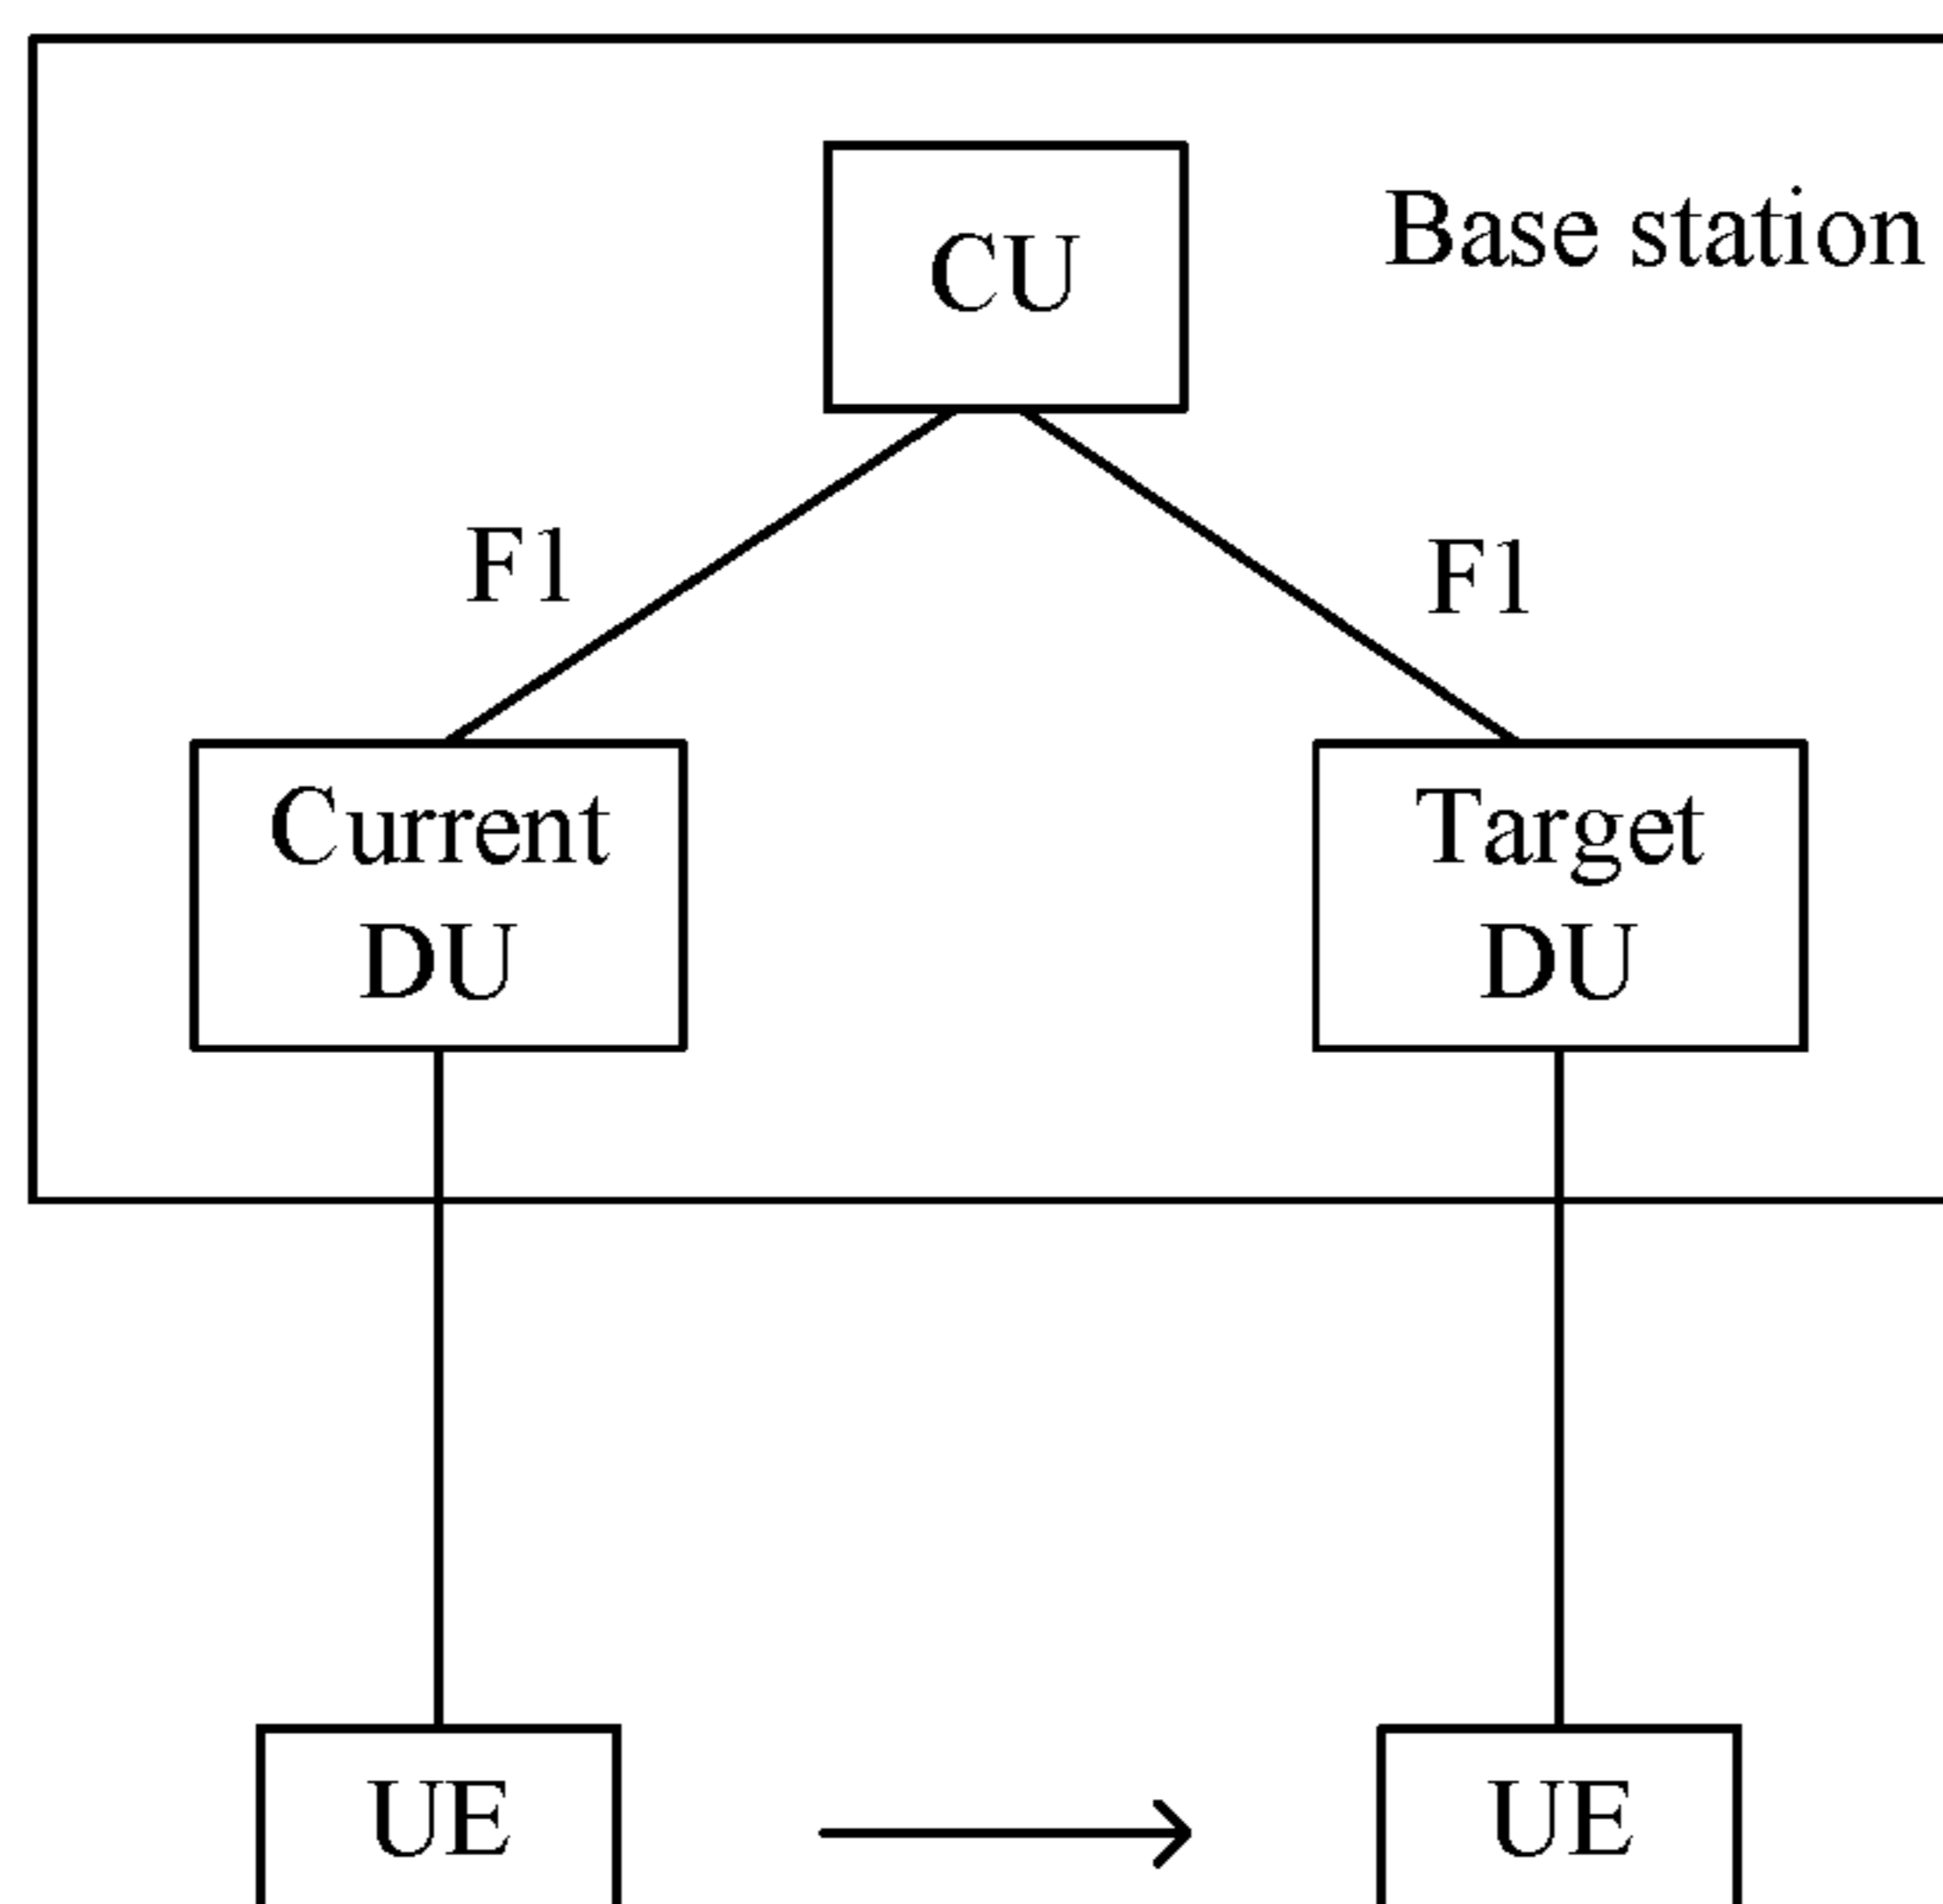 CU
Base station
F1
F1
Current
DU
Target
DU
UE
UE